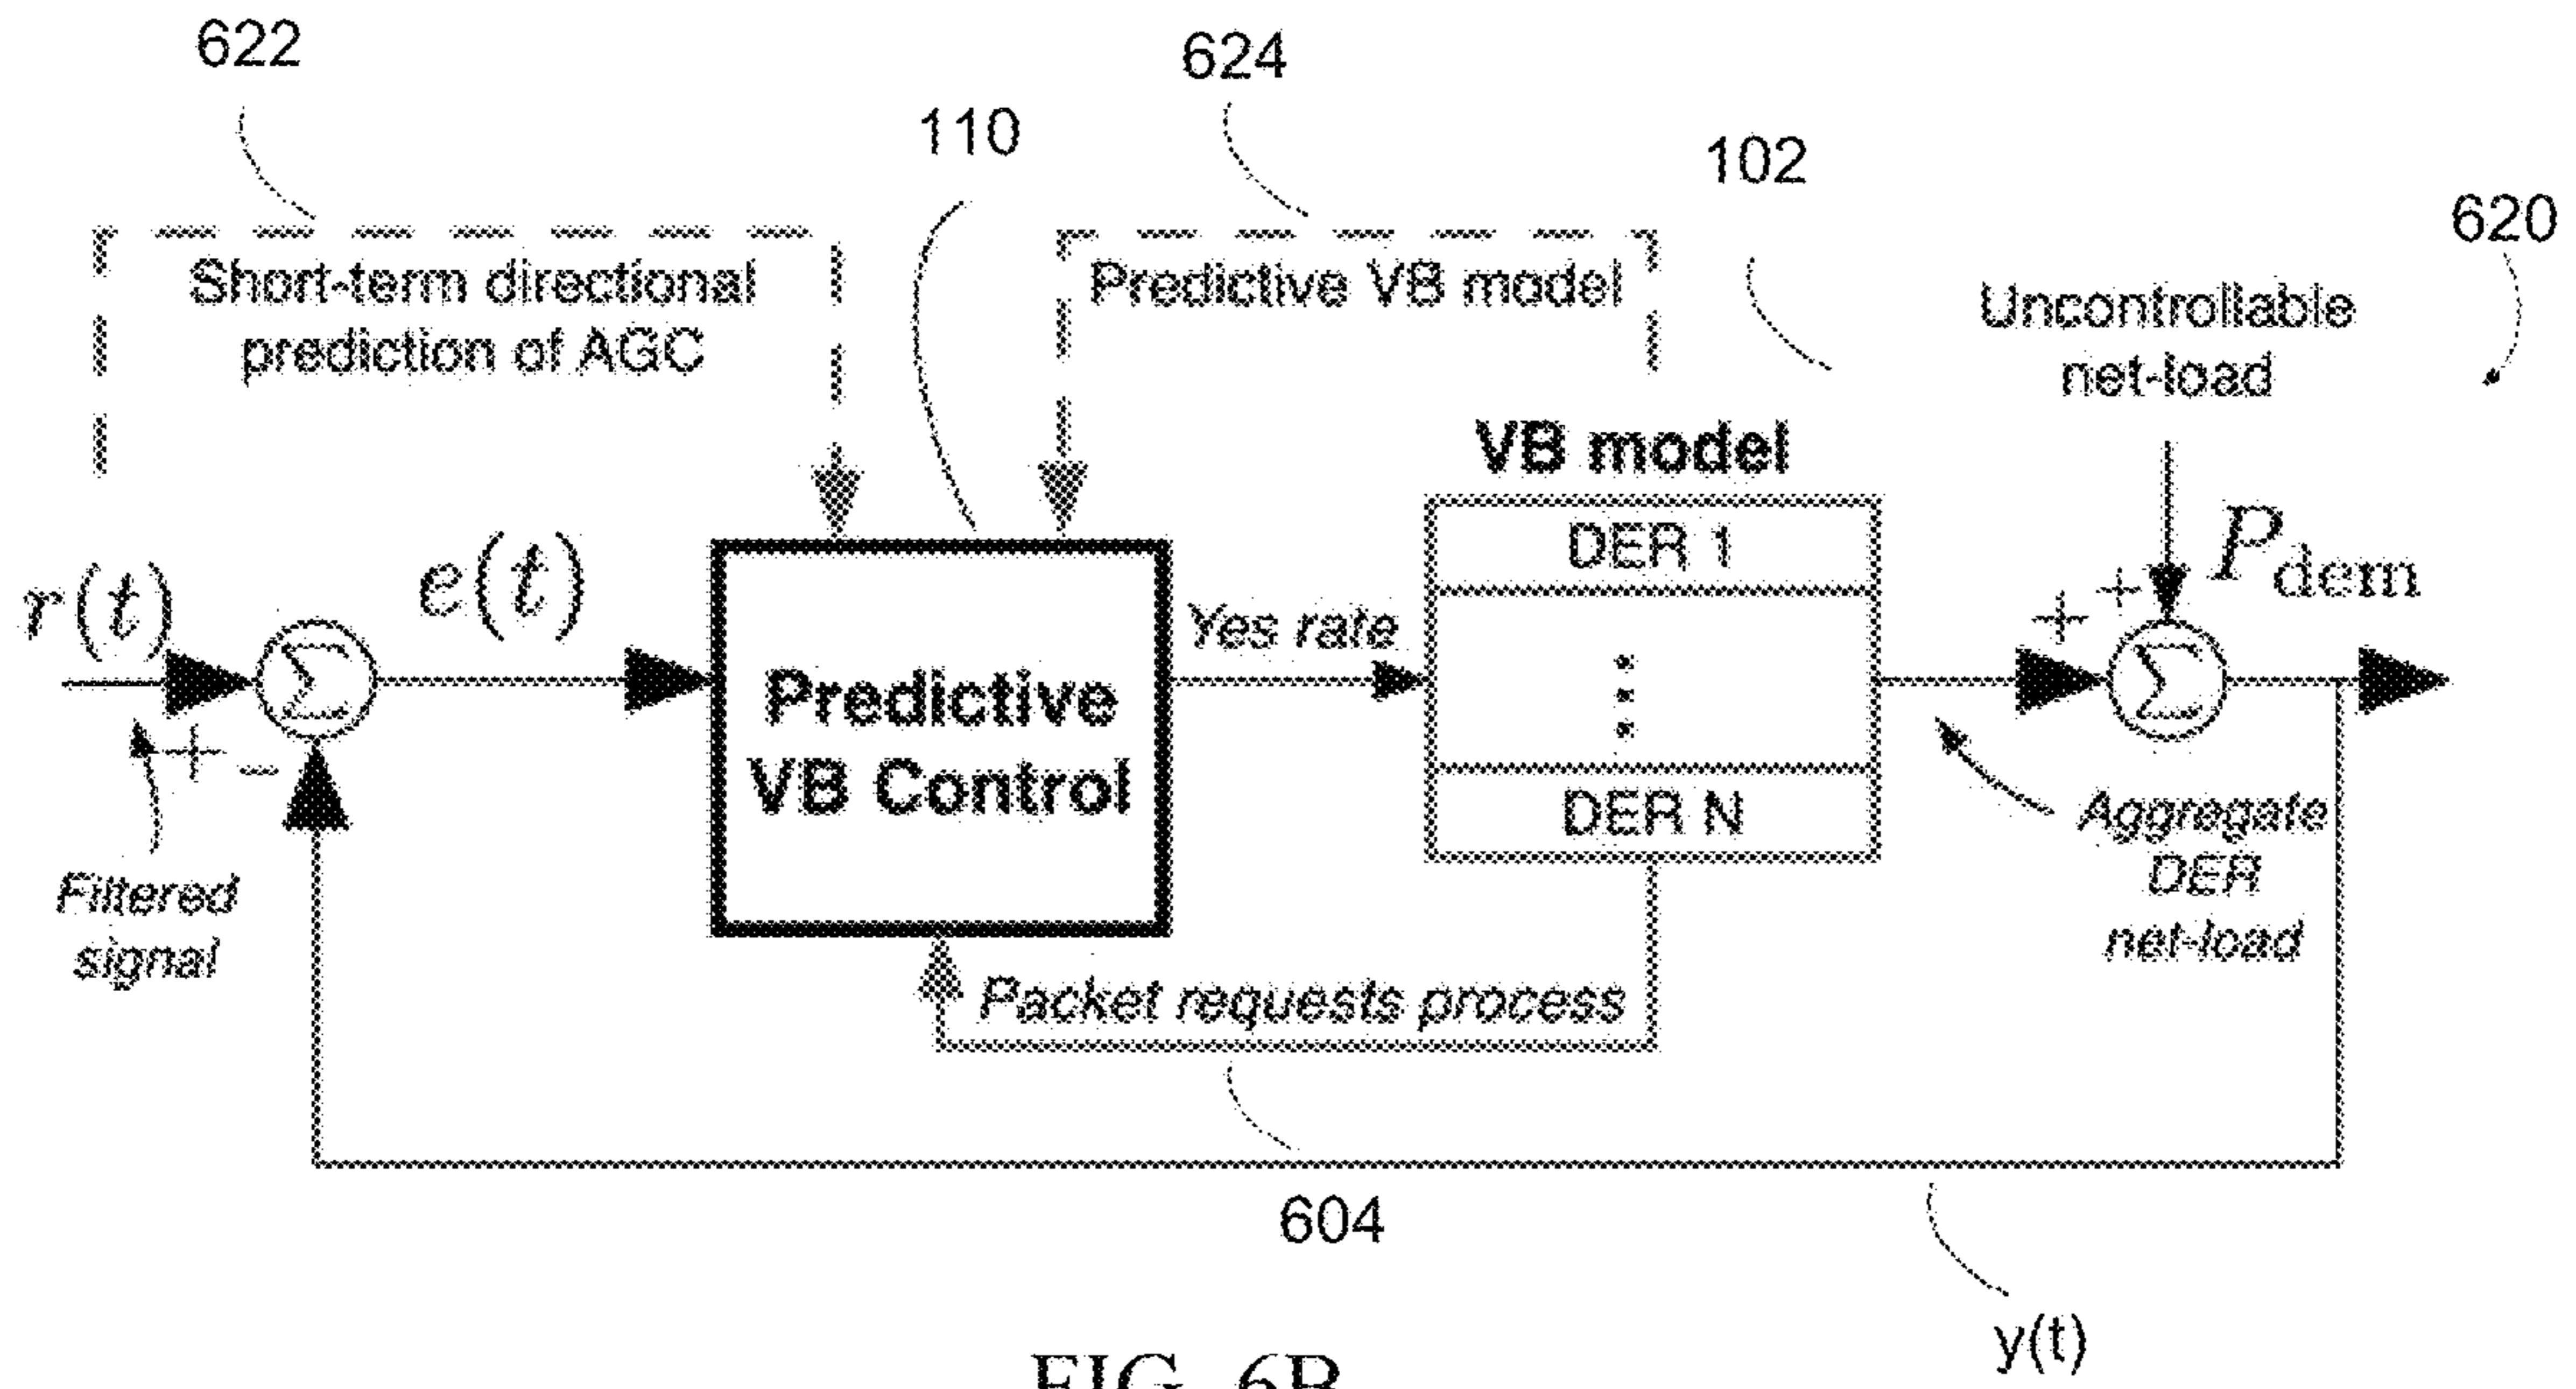 622
624
110
102
620
Short-term directional
prediction of AGC
Predictive VB model
Uncontrollable
net-load
VB model
r(t)
e(t)
DER 1
P_dem
+
+
Yes rate
Σ
Σ
Predictive
VB Control
⋮
+
−
DER N
Filtered
signal
Aggregate
DER
net-load
Packet requests process
604
y(t)
FIG. 6B